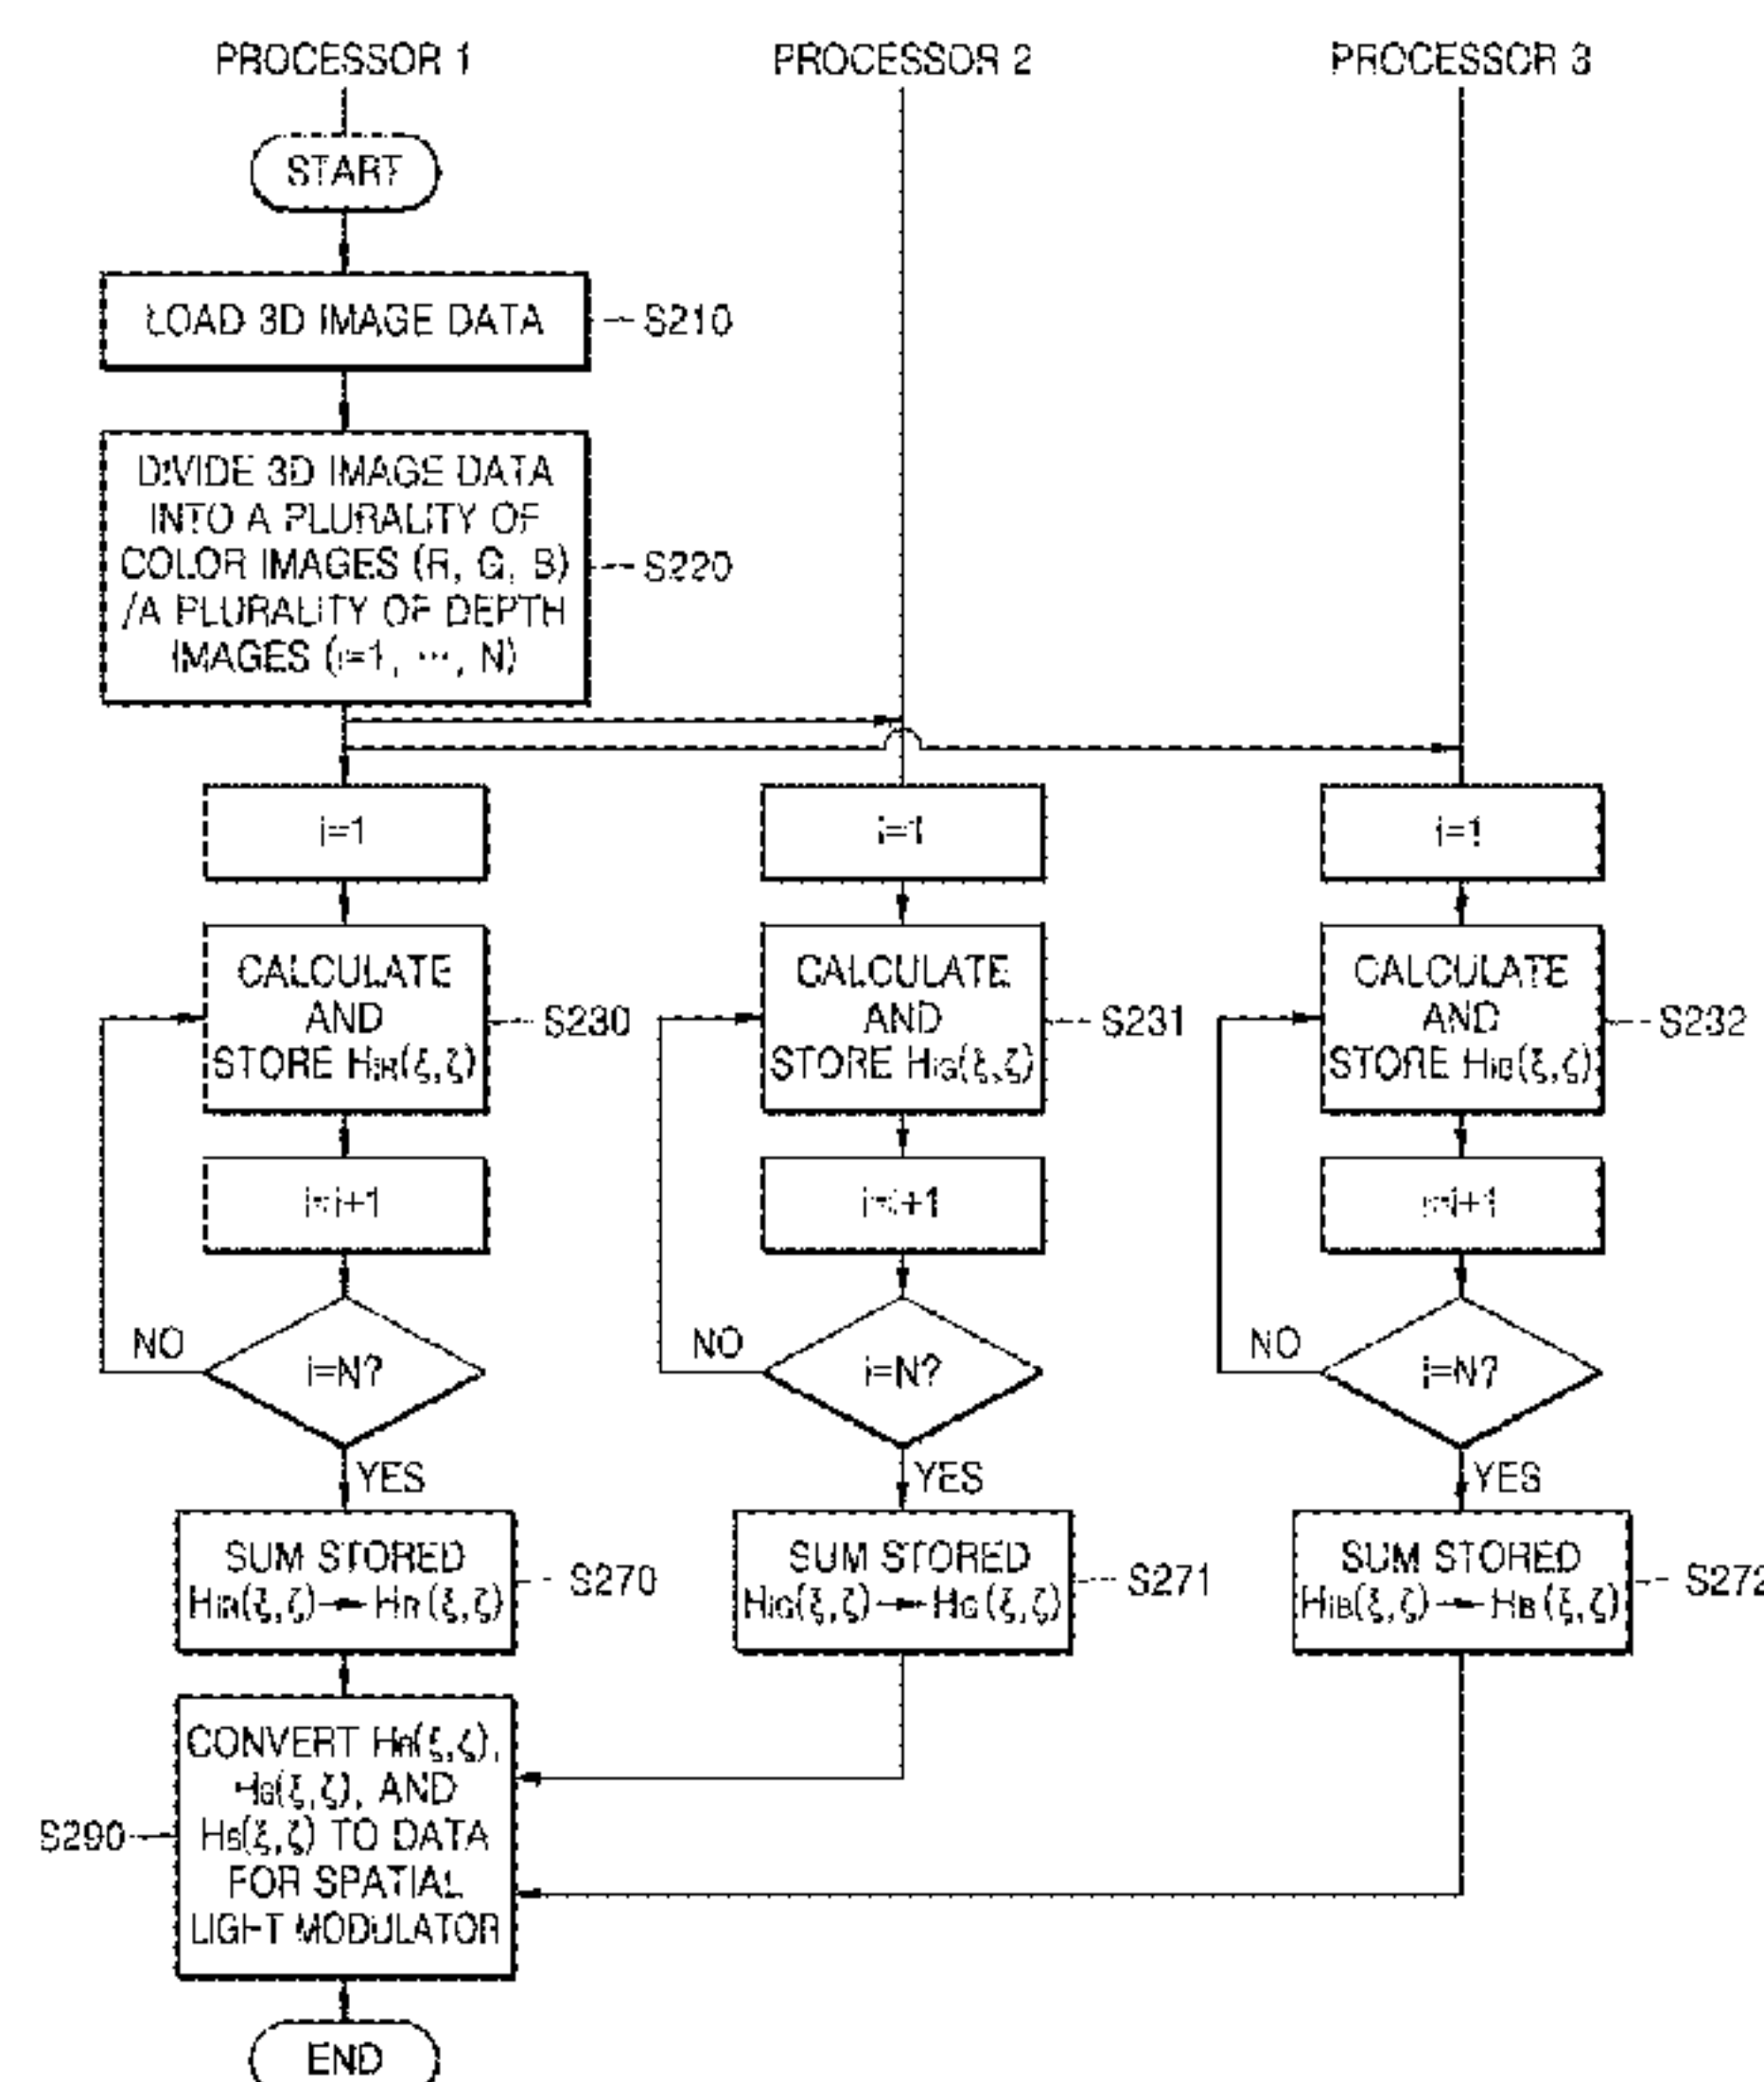 PROCESSOR 1
PROCESSOR 2
PROCESSOR 3
START
LOAD 3D IMAGE DATA
S210
DIVIDE 3D IMAGE DATA
INTO A PLURALITY OF
COLOR IMAGES (R, G, B)
/A PLURALITY OF DEPTH
IMAGES (i=1, ···, N)
S220
i=1
i=1
i=1
CALCULATE
AND
STORE HiR(ξ,ζ)
S230
CALCULATE
AND
STORE HiG(ξ,ζ)
S231
CALCULATE
AND
STORE HiB(ξ,ζ)
S232
i=i+1
i=i+1
i=i+1
i=N?
NO
YES
i=N?
NO
YES
i=N?
NO
YES
SUM STORED
HiR(ξ,ζ)→HR(ξ,ζ)
S270
SUM STORED
HiG(ξ,ζ)→HG(ξ,ζ)
S271
SUM STORED
HiB(ξ,ζ)→HB(ξ,ζ)
S272
CONVERT HR(ξ,ζ),
HG(ξ,ζ), AND
HB(ξ,ζ) TO DATA
FOR SPATIAL
LIGHT MODULATOR
S290
END